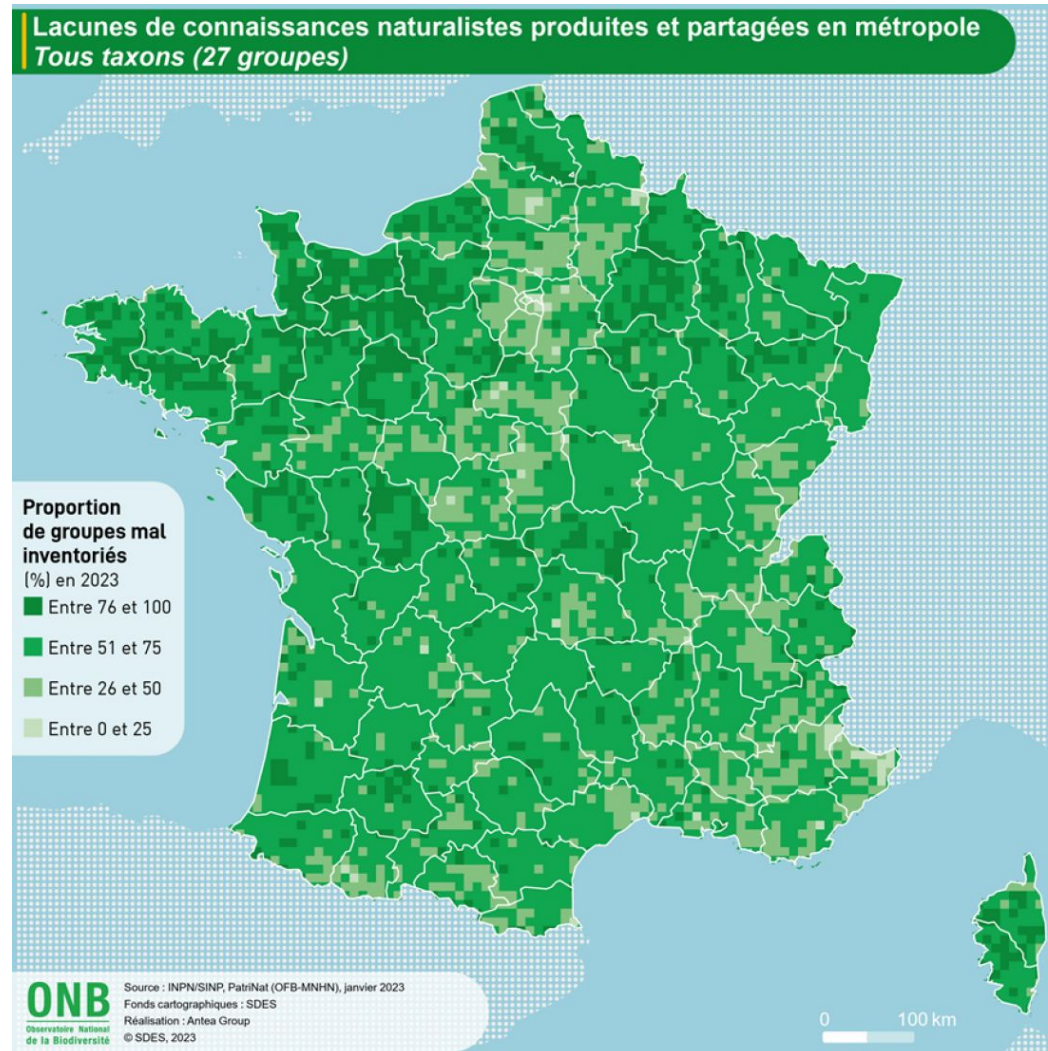 Lacunes de connaissances naturalistes produites et partagées en métropole
Tous taxons (27 groupes)
Proportion
de groupes mal
inventoriés
(%) en 2023
Entre 76 et 100
Entre 51 et 75
Entre 26 et 50
Entre 0 et 25
ONB
Observatoire National
de la Biodiversité
Source : INPN/SINP, PatriNat (OFB-MNHN), janvier 2023
Fonds cartographiques : SDES
Réalisation : Antea Group
© SDES, 2023
0 100 km